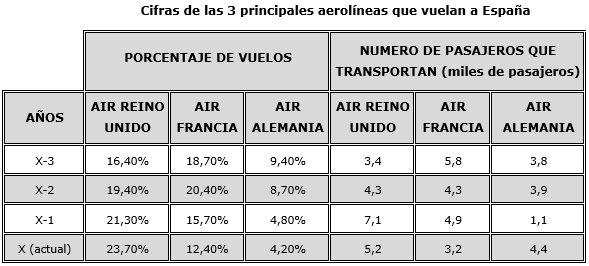 Cifras de las 3 principales aerolíneas que vuelan a España
PORCENTAJE DE VUELOS
NUMERO DE PASAJEROS QUE
TRANSPORTAN (miles de pasajeros)
AÑOS
AIR REINO
UNIDO
AIR
FRANCIA
AIR
ALEMANIA
AIR REINO
UNIDO
AIR
FRANCIA
AIR
ALEMANIA
X-3 16,40% 18,70% 9,40% 3,4 5,8 3,8
X-2 19,40% 20,40% 8,70% 4,3 4,3 3,9
X-1 21,30% 15,70% 4,80% 7,1 4,9 1,1
X (actual) 23,70% 12,40% 4,20% 5,2 3,2 4,4